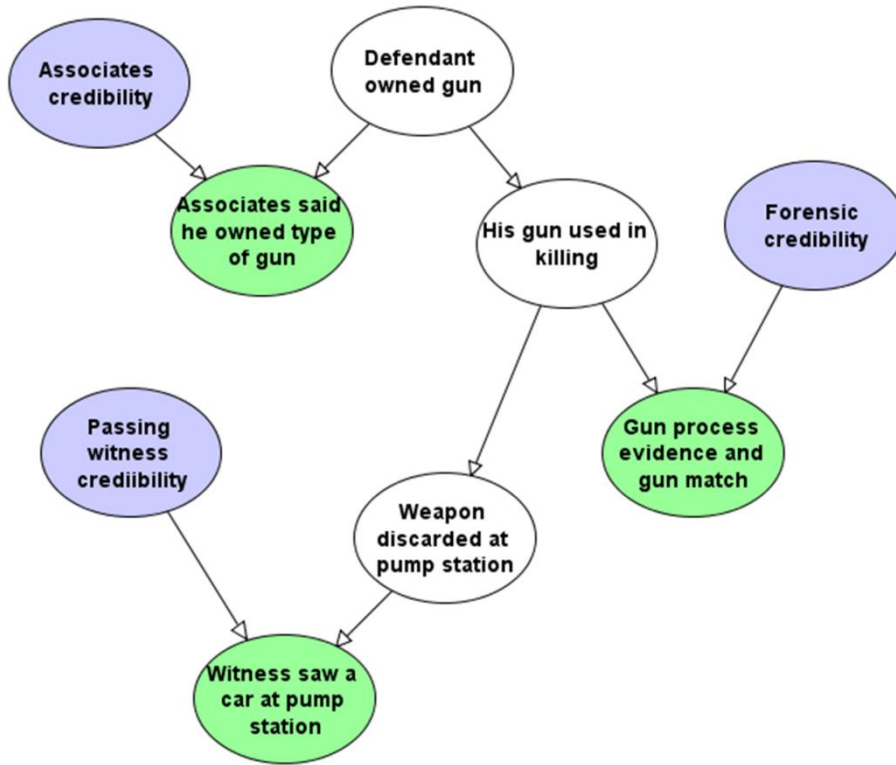 Associates
credibility
Defendant
owned gun
Associates said
he owned type
of gun
His gun used in
killing
Forensic
credibility
Passing
witness
crediibility
Gun process
evidence and
gun match
Weapon
discarded at
pump station
Witness saw a
car at pump
station